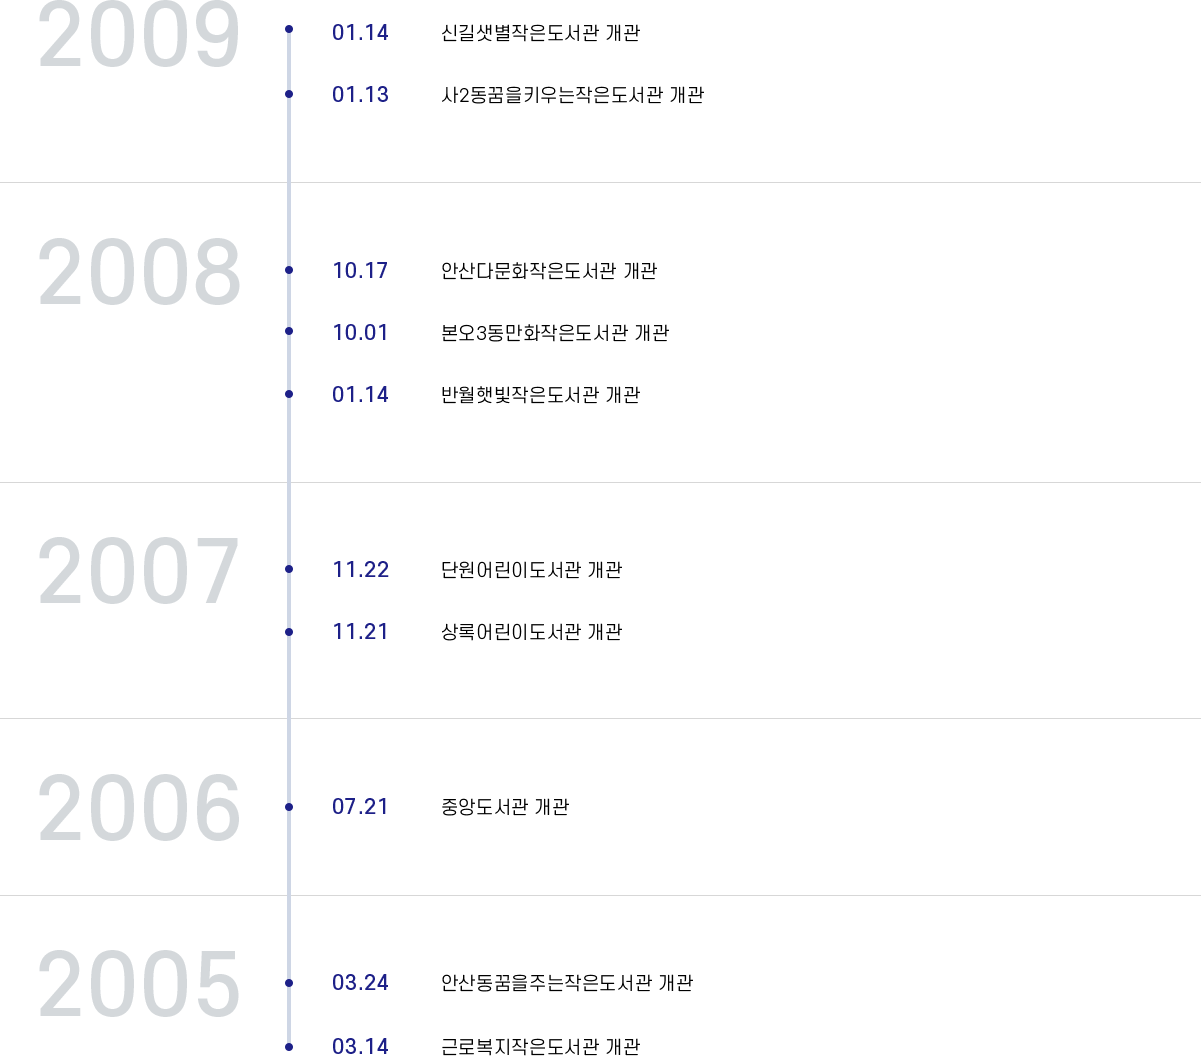 2009
01.14 신길샛별작은도서관 개관
01.13 사2동꿈을키우는작은도서관 개관
2008
10.17 안산다문화작은도서관 개관
10.01 본오3동만화작은도서관 개관
01.14 반월햇빛작은도서관 개관
2007
11.22 단원어린이도서관 개관
11.21 상록어린이도서관 개관
2006
07.21 중앙도서관 개관
2005
03.24 안산동꿈을주는작은도서관 개관
03.14 근로복지작은도서관 개관